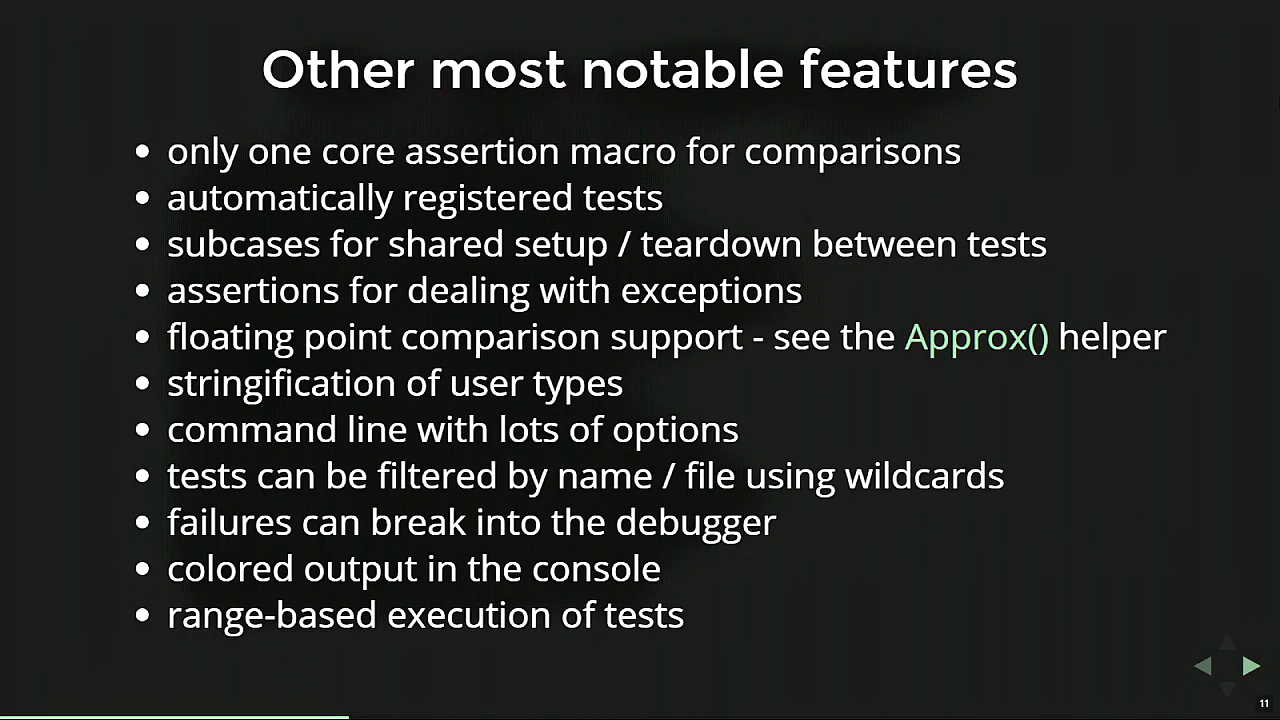 Other most notable features
only one core assertion macro for comparisons
automatically registered tests
subcases for shared setup / teardown between tests
assertions for dealing with exceptions
floating point comparison support - see the Approx() helper
stringification of user types
command line with lots of options
tests can be filtered by name / file using wildcards
failures can break into the debugger
colored output in the console
range-based execution of tests
11